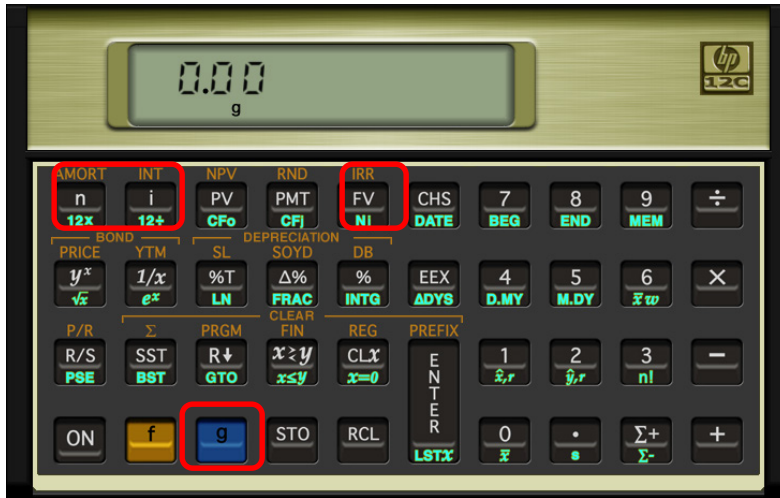 0.00
g
hp
12C
AMORT INT NPV RND IRR
n i PV PMT FV CHS 7 8 9 ÷
12x 12÷ CFo CFj Nj DATE BEG END MEM
BOND DEPRECIATION
PRICE YTM SL SOYD DB
yˣ 1/x %T Δ% % EEX 4 5 6 ×
√x eˣ LN FRAC INTG ΔDYS D.MY M.DY x̄w
CLEAR
P/R Σ PRGM FIN REG PREFIX
R/S SST R↓ x≷y CLx ENTER 1 2 3 −
PSE BST GTO x≤y x=0 x̂,r ŷ,r n!
ON f g STO RCL 0 . Σ+ +
LSTx x̄ s Σ-